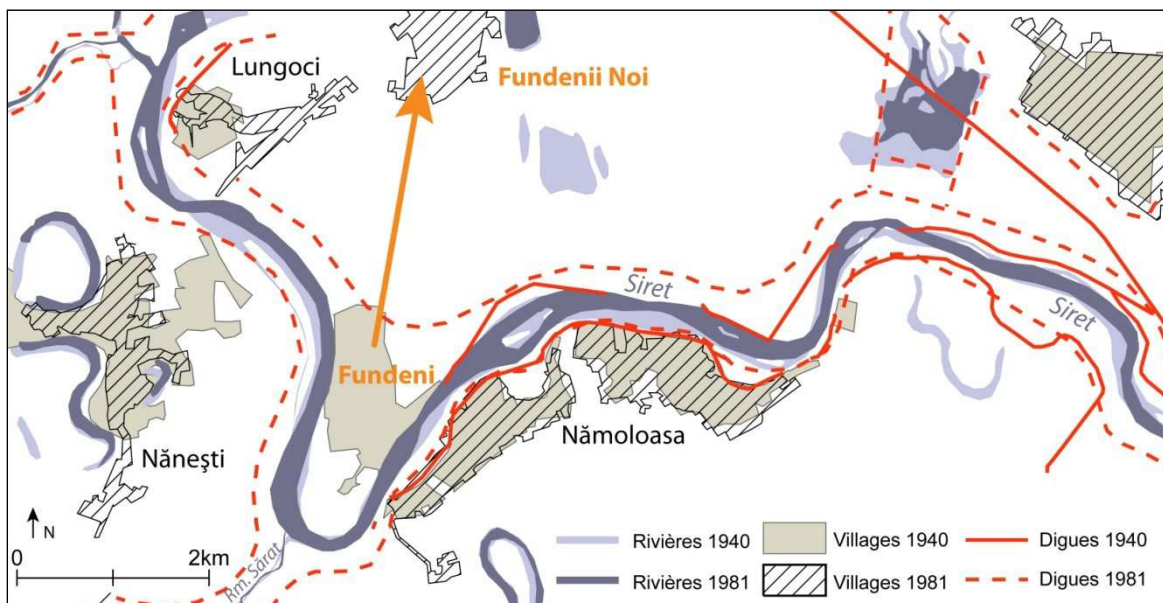 Lungoci
Fundenii Noi
Siret
Siret
Fundeni
Nămoloasa
Năneşti
N
0 2km
Rm. Sărat
Rivières 1940 Villages 1940 Digues 1940
Rivières 1981 Villages 1981 Digues 1981